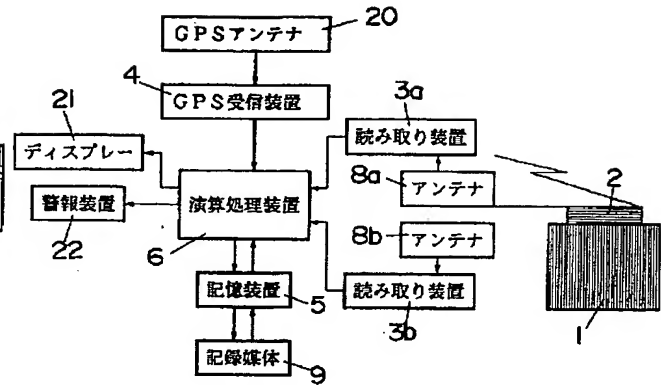 GPSアンテナ
20
4
GPS受信装置
21
ディスプレー
3a
読み取り装置
8a
アンテナ
2
警報装置
22
演算処理装置
6
8b
アンテナ
記憶装置
5
読み取り装置
3b
1
記録媒体
9